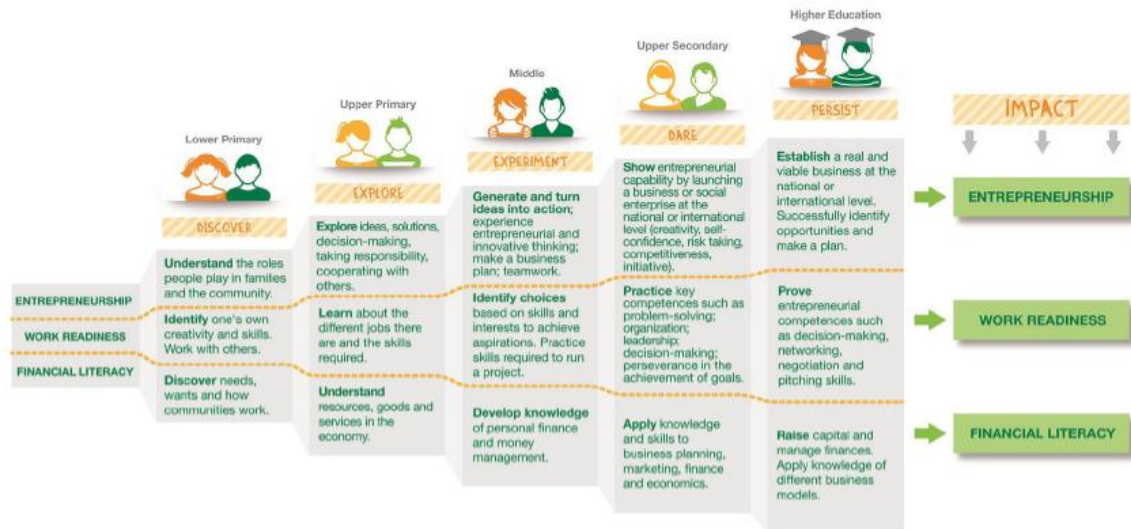 Higher Education
PERSIST
Upper Secondary
DARE
Middle
EXPERIMENT
Upper Primary
EXPLORE
Lower Primary
DISCOVER
IMPACT
ENTREPRENEURSHIP
WORK READINESS
FINANCIAL LITERACY
Understand the roles
people play in families
and the community.
Identify one's own
creativity and skills.
Work with others.
Discover needs,
wants and how
communities work.
Explore ideas, solutions,
decision-making,
taking responsibility,
cooperating with
others.
Learn about the
different jobs there
are and the skills
required.
Understand
resources, goods and
services in the
economy.
Generate and turn
ideas into action;
experience
entrepreneurial and
innovative thinking;
make a business
plan; teamwork.
Identify choices
based on skills and
interests to achieve
aspirations. Practice
skills required to run
a project.
Develop knowledge
of personal finance
and money
management.
Show entrepreneurial
capability by launching
a business or social
enterprise at the
national or international
level (creativity, self-
confidence, risk taking,
competitiveness,
initiative).
Practice key
competences such as
problem-solving;
organization;
leadership;
decision-making;
perseverance in the
achievement of goals.
Apply knowledge
and skills to
business planning,
marketing, finance
and economics.
Establish a real and
viable business at the
national or
international level.
Successfully identify
opportunities and
make a plan.
Prove
entrepreneurial
competences such
as decision-making,
networking,
negotiation and
pitching skills.
Raise capital and
manage finances.
Apply knowledge of
different business
models.
ENTREPRENEURSHIP
WORK READINESS
FINANCIAL LITERACY